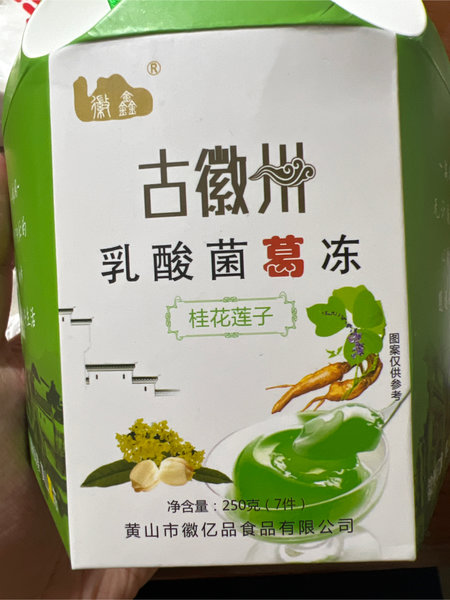 徽鑫®
古徽州
乳酸菌葛冻
桂花莲子
图案仅供参考
净含量：250克（7件）
黄山市徽亿品食品有限公司